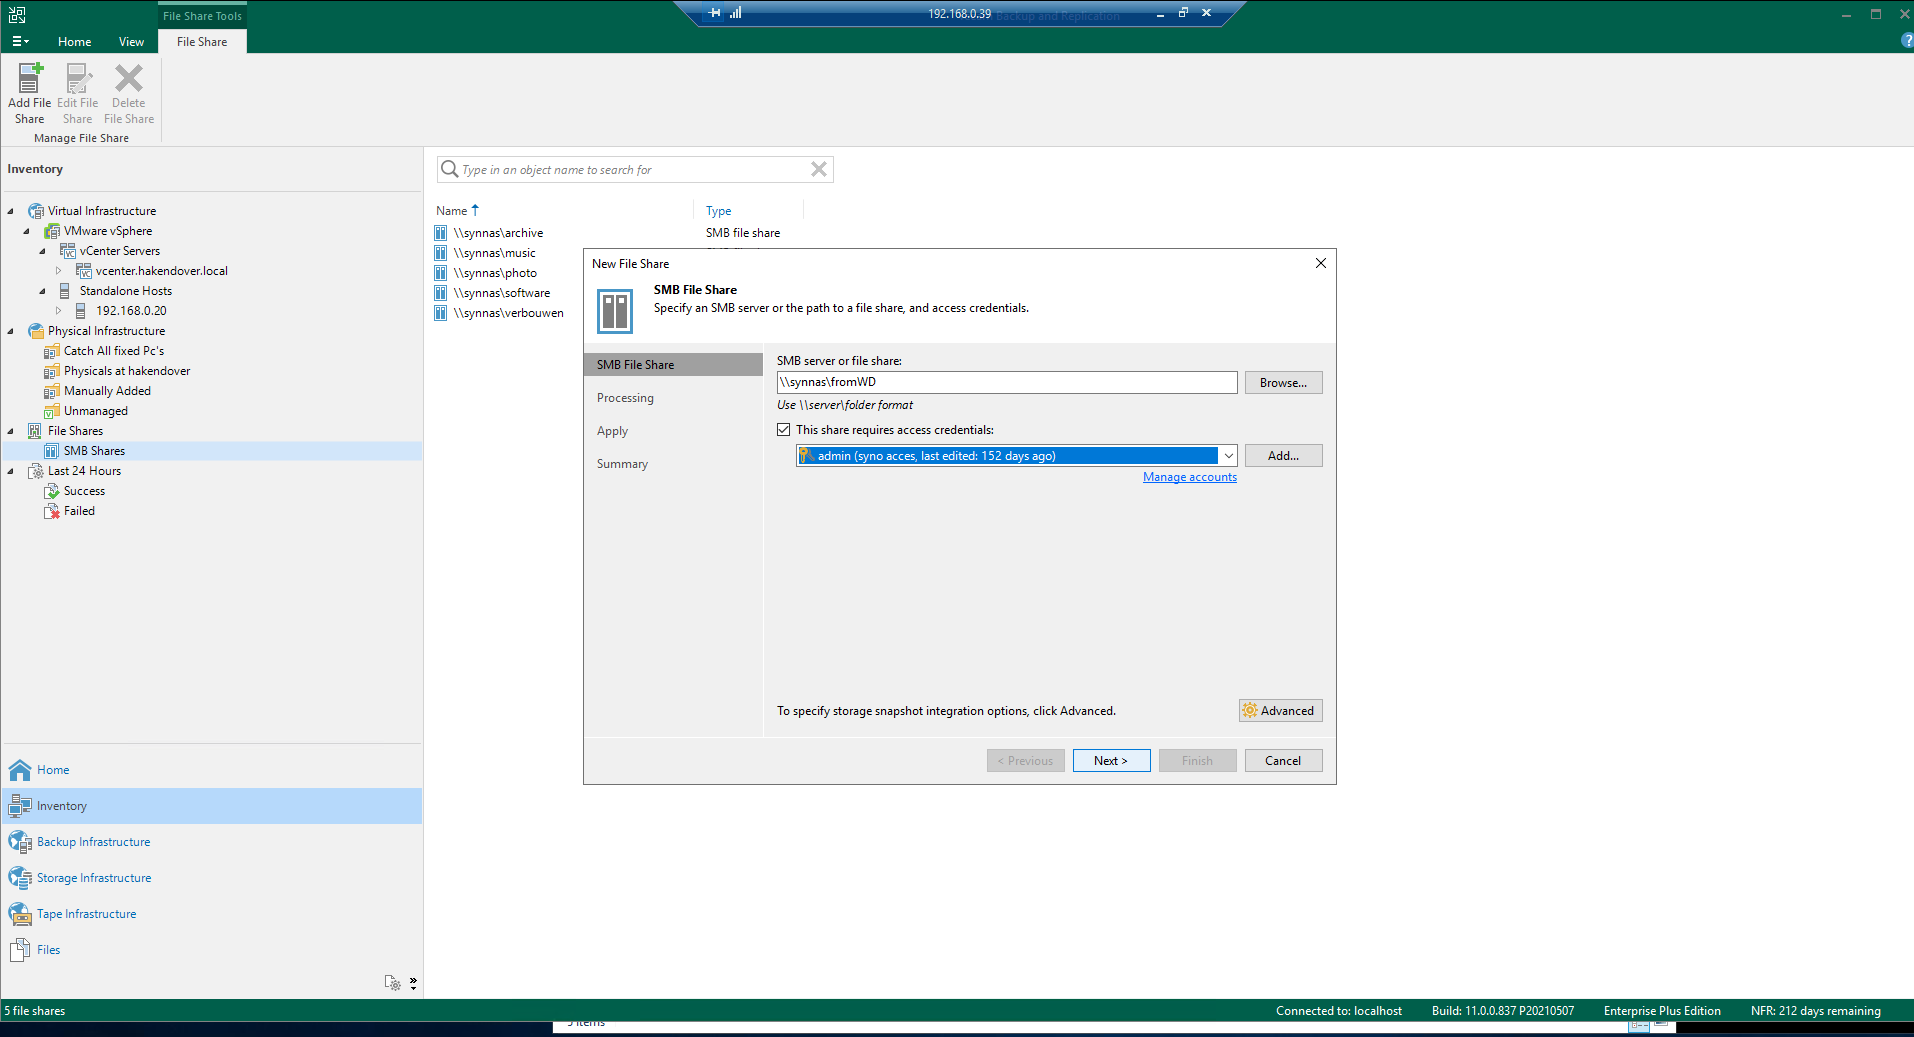 File Share Tools
192.168.0.39
Backup and Replication
Home
View
File Share
Add File Share
Edit File Share
Delete File Share
Manage File Share
Inventory
Type in an object name to search for
Name
Type
\\synnas\archive
SMB file share
\\synnas\music
\\synnas\photo
\\synnas\software
\\synnas\verbouwen
Virtual Infrastructure
VMware vSphere
vCenter Servers
vcenter.hakendover.local
Standalone Hosts
192.168.0.20
Physical Infrastructure
Catch All fixed Pc's
Physicals at hakendover
Manually Added
Unmanaged
File Shares
SMB Shares
Last 24 Hours
Success
Failed
New File Share
SMB File Share
Specify an SMB server or the path to a file share, and access credentials.
SMB File Share
Processing
Apply
Summary
SMB server or file share:
\\synnas\fromWD
Browse...
Use \\server\folder format
This share requires access credentials:
admin (syno acces, last edited: 152 days ago)
Add...
Manage accounts
To specify storage snapshot integration options, click Advanced.
Advanced
< Previous
Next >
Finish
Cancel
Home
Inventory
Backup Infrastructure
Storage Infrastructure
Tape Infrastructure
Files
5 file shares
Connected to: localhost
Build: 11.0.0.837 P20210507
Enterprise Plus Edition
NFR: 212 days remaining
items